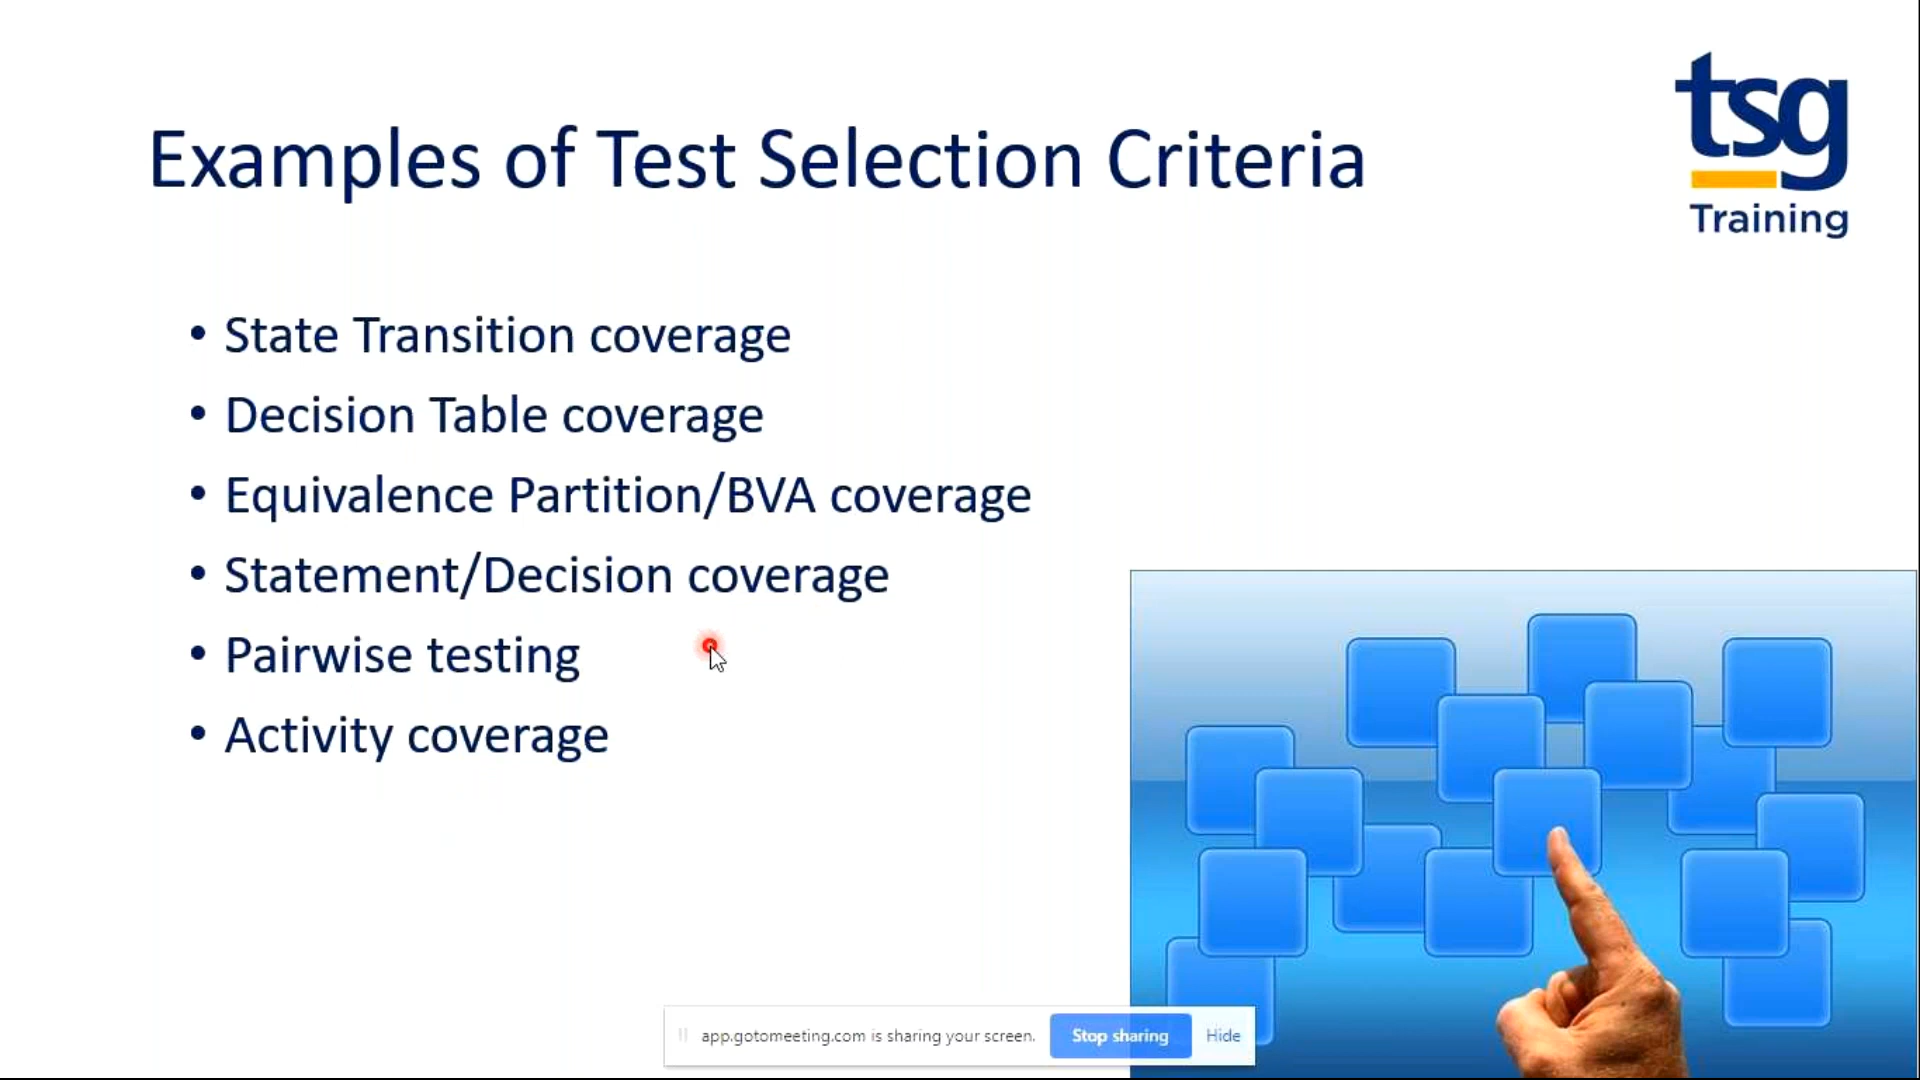 Examples of Test Selection Criteria
tsg
Training
• State Transition coverage
• Decision Table coverage
• Equivalence Partition/BVA coverage
• Statement/Decision coverage
• Pairwise testing
• Activity coverage
app.gotomeeting.com is sharing your screen.
Stop sharing
Hide